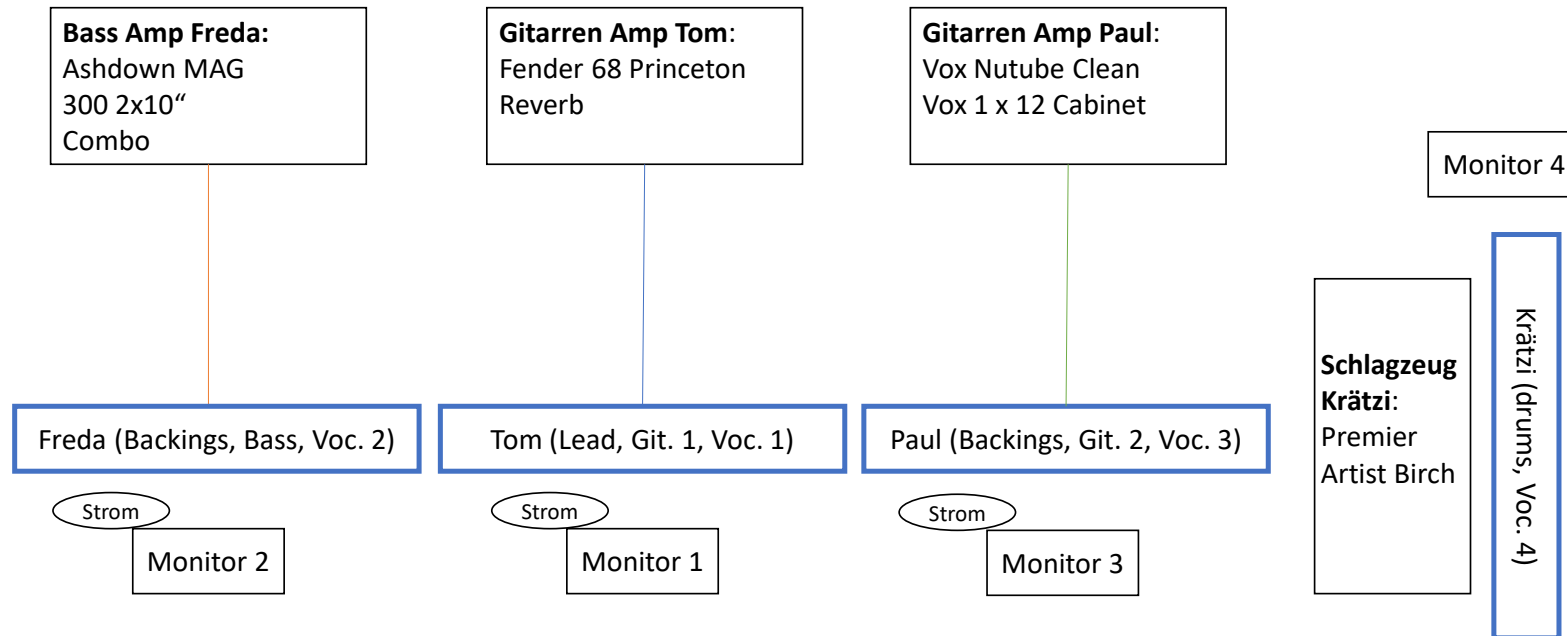 Bass Amp Freda:
Ashdown MAG
300 2x10“
Combo
Gitarren Amp Tom:
Fender 68 Princeton
Reverb
Gitarren Amp Paul:
Vox Nutube Clean
Vox 1 x 12 Cabinet
Monitor 4
Freda (Backings, Bass, Voc. 2)
Tom (Lead, Git. 1, Voc. 1)
Paul (Backings, Git. 2, Voc. 3)
Schlagzeug
Krätzi:
Premier
Artist Birch
Krätzi (drums, Voc. 4)
Strom
Strom
Strom
Monitor 2
Monitor 1
Monitor 3